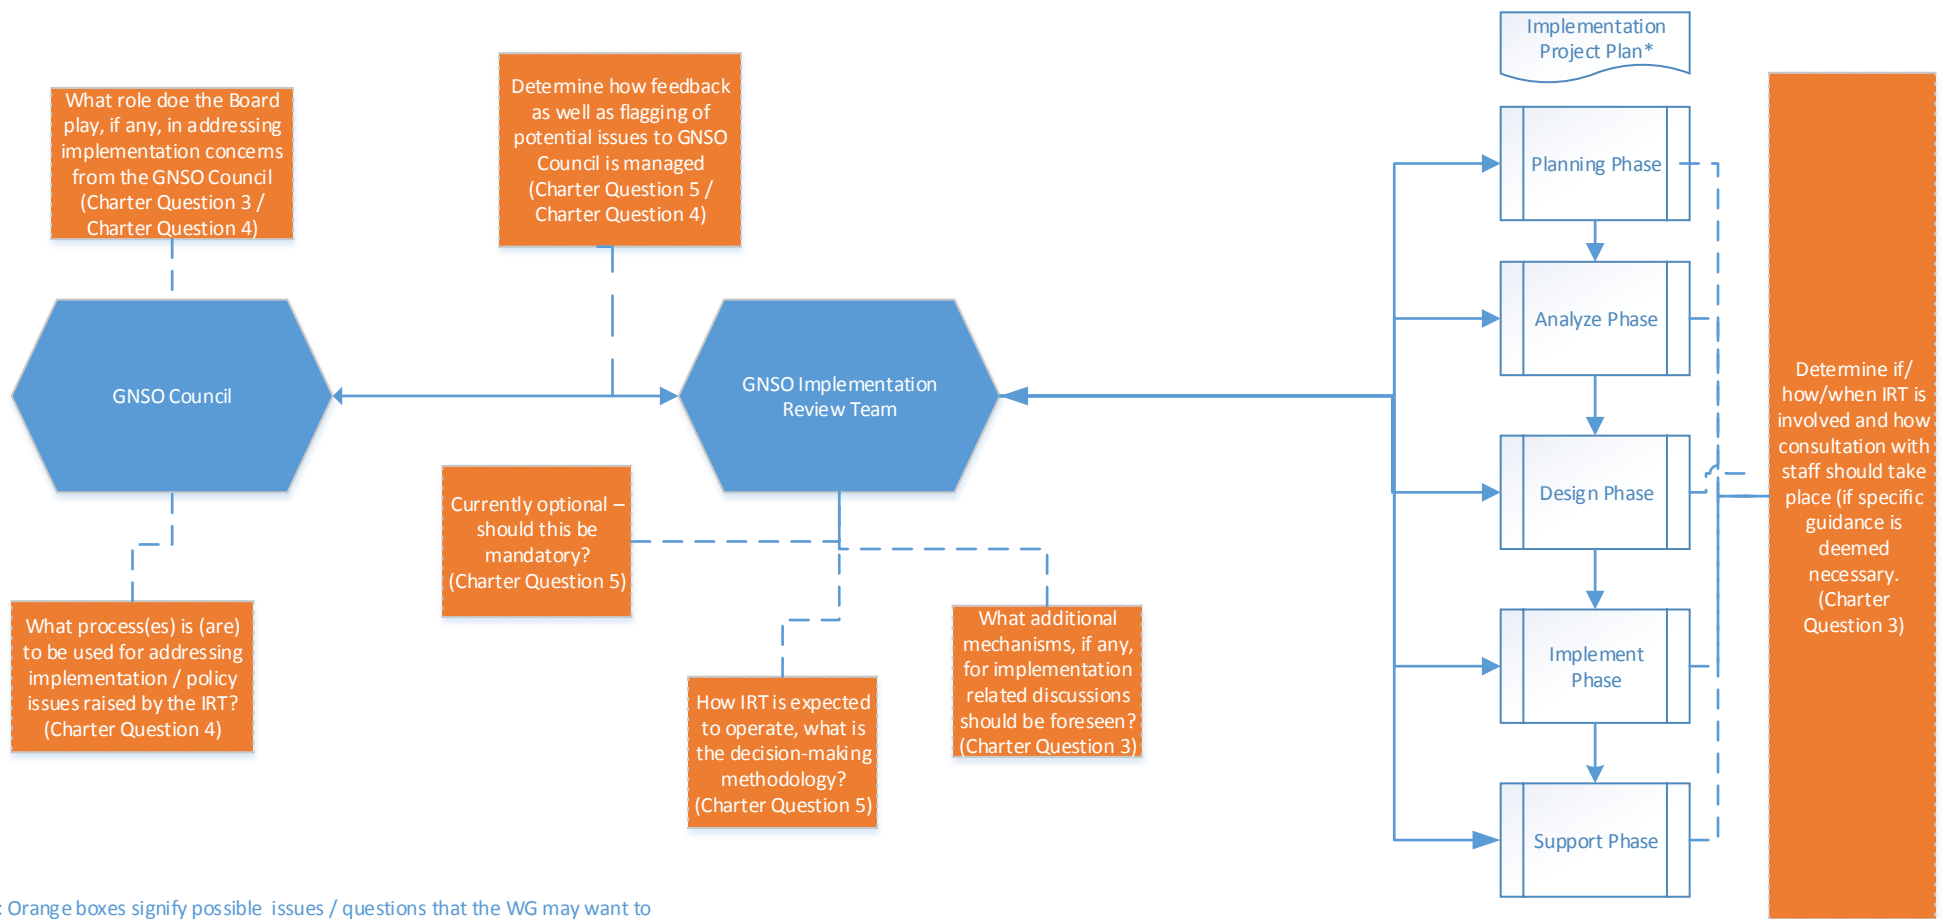 Implementation
Project Plan*
What role doe the Board
play, if any, in addressing
implementation concerns
from the GNSO Council
(Charter Question 3 /
Charter Question 4)
Determine how feedback
as well as flagging of
potential issues to GNSO
Council is managed
(Charter Question 5 /
Charter Question 4)
Planning Phase
Analyze Phase
Design Phase
Implement
Phase
Support Phase
GNSO Council
GNSO Implementation
Review Team
Determine if/
how/when IRT is
involved and how
consultation with
staff should take
place (if specific
guidance is
deemed
necessary.
(Charter
Question 3)
Currently optional –
should this be
mandatory?
(Charter Question 5)
What process(es) is (are)
to be used for addressing
implementation / policy
issues raised by the IRT?
(Charter Question 4)
How IRT is expected
to operate, what is
the decision-making
methodology?
(Charter Question 5)
What additional
mechanisms, if any,
for implementation
related discussions
should be foreseen?
(Charter Question 3)
: Orange boxes signify possible issues / questions that the WG may want to